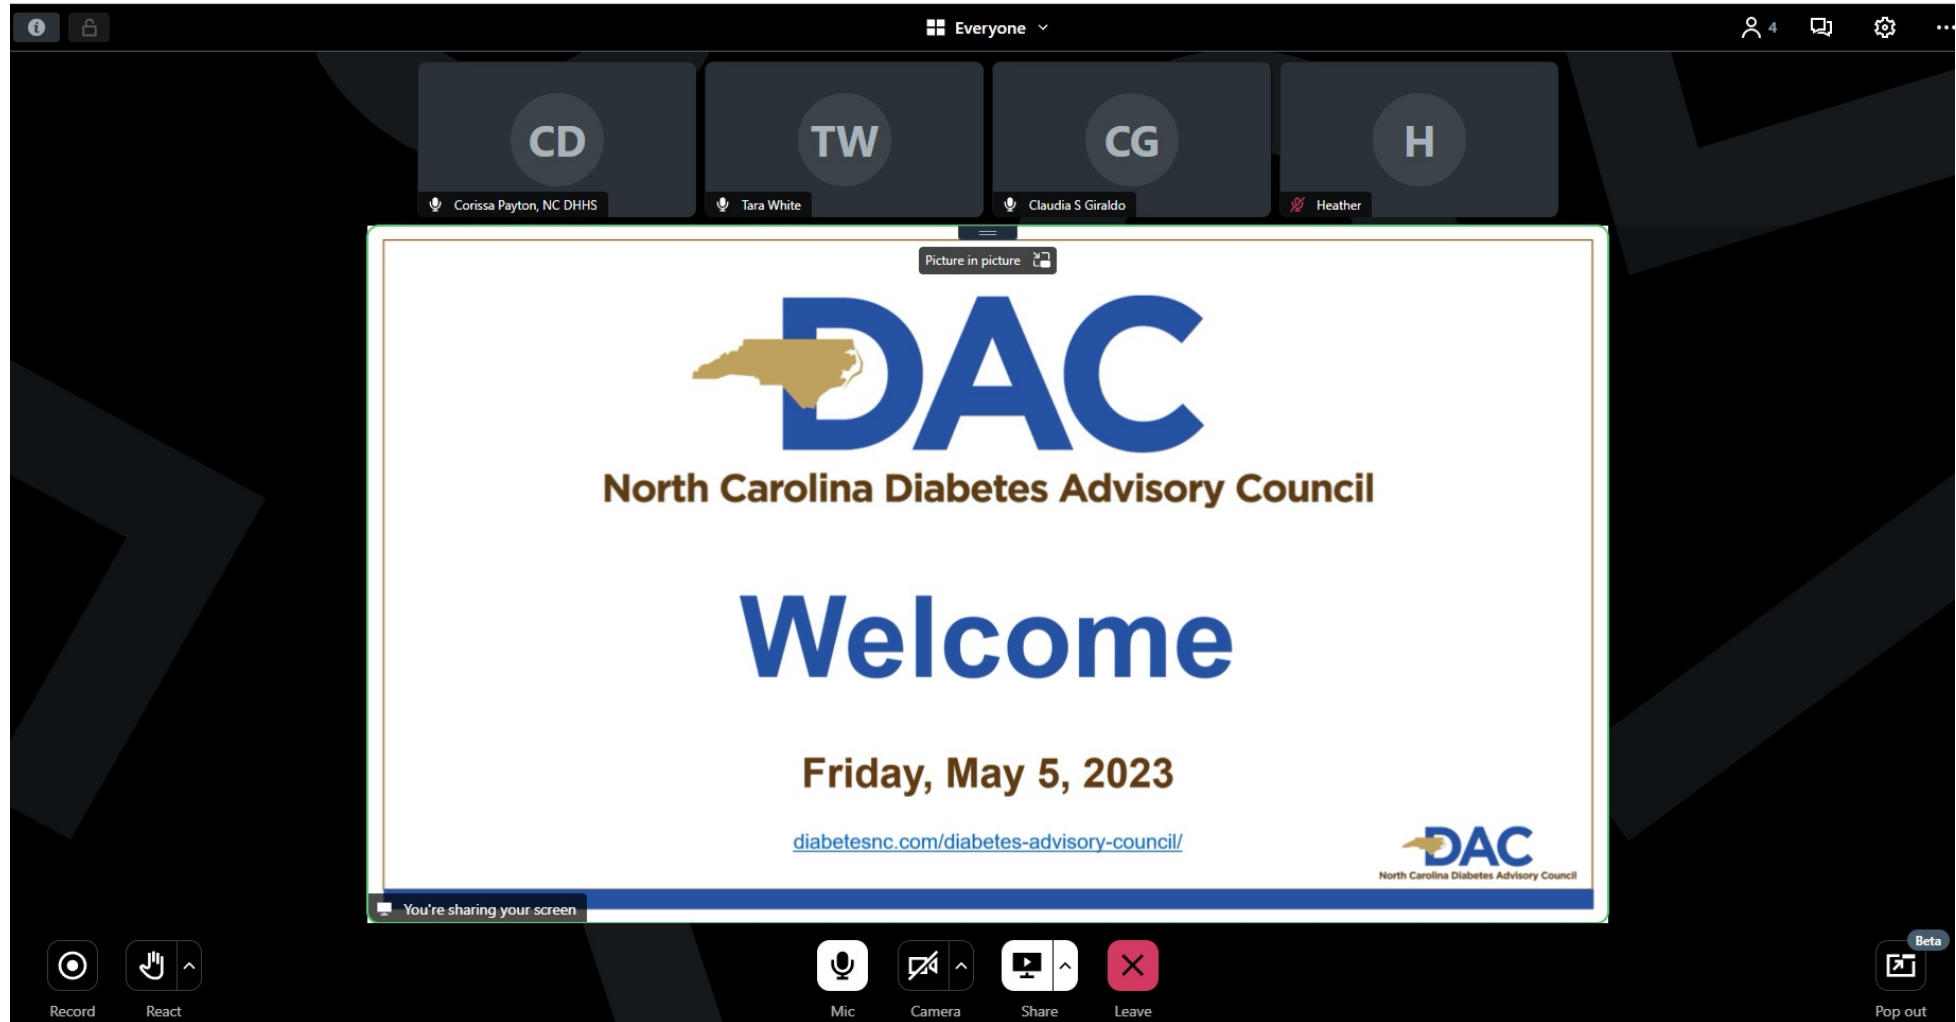 Everyone
4
CD
TW
CG
H
Corissa Payton, NC DHHS
Tara White
Claudia S Giraldo
Heather
Picture in picture
DAC
North Carolina Diabetes Advisory Council
Welcome
Friday, May 5, 2023
diabetesnc.com/diabetes-advisory-council/
DAC
North Carolina Diabetes Advisory Council
You're sharing your screen
Record
React
Mic
Camera
Share
Leave
Beta
Pop out